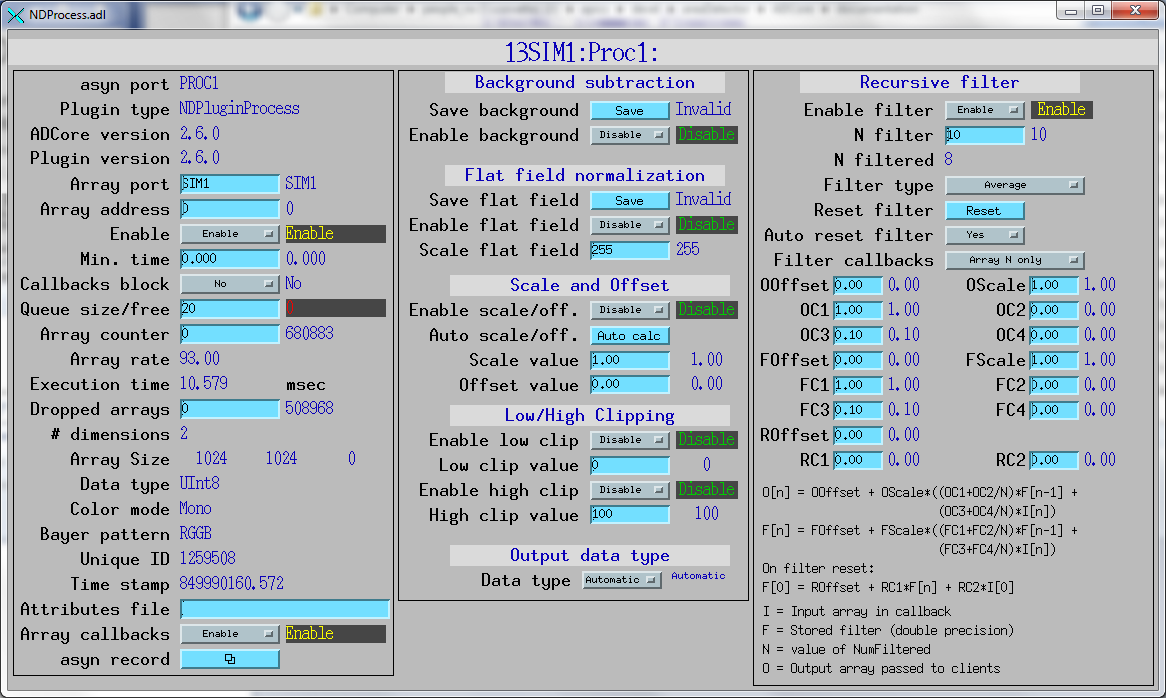 NDProcess.adl
13SIM1:Proc1:
asyn port PROC1
Plugin type NDPluginProcess
ADCore version 2.6.0
Plugin version 2.6.0
Array port SIM1 SIM1
Array address 0 0
Enable Enable Enable
Min. time 0.000 0.000
Callbacks block No No
Queue size/free 20
Array counter 0 680883
Array rate 93.00
Execution time 10.579 msec
Dropped arrays 0 508968
# dimensions 2
Array Size 1024 1024 0
Data type UInt8
Color mode Mono
Bayer pattern RGGB
Unique ID 1259508
Time stamp 849990160.572
Attributes file
Array callbacks Enable Enable
asyn record
Background subtraction
Save background Save Invalid
Enable background Disable Disable
Flat field normalization
Save flat field Save Invalid
Enable flat field Disable Disable
Scale flat field 255 255
Scale and Offset
Enable scale/off. Disable Disable
Auto scale/off. Auto calc
Scale value 1.00 1.00
Offset value 0.00 0.00
Low/High Clipping
Enable low clip Disable Disable
Low clip value 0 0
Enable high clip Disable Disable
High clip value 100 100
Output data type
Data type Automatic Automatic
Recursive filter
Enable filter Enable Enable
N filter 10 10
N filtered 8
Filter type Average
Reset filter Reset
Auto reset filter Yes
Filter callbacks Array N only
OOffset 0.00 0.00 OScale 1.00 1.00
OC1 1.00 1.00 OC2 0.00 0.00
OC3 0.10 0.10 OC4 0.00 0.00
FOffset 0.00 0.00 FScale 1.00 1.00
FC1 1.00 1.00 FC2 0.00 0.00
FC3 0.10 0.10 FC4 0.00 0.00
ROffset 0.00 0.00
RC1 0.00 0.00 RC2 0.00 0.00
O[n] = OOffset + OScale*((OC1+OC2/N)*F[n-1] +
(OC3+OC4/N)*I[n])
F[n] = FOffset + FScale*((FC1+FC2/N)*F[n-1] +
(FC3+FC4/N)*I[n])
On filter reset:
F[0] = ROffset + RC1*F[n] + RC2*I[0]
I = Input array in callback
F = Stored filter (double precision)
N = value of NumFiltered
O = Output array passed to clients